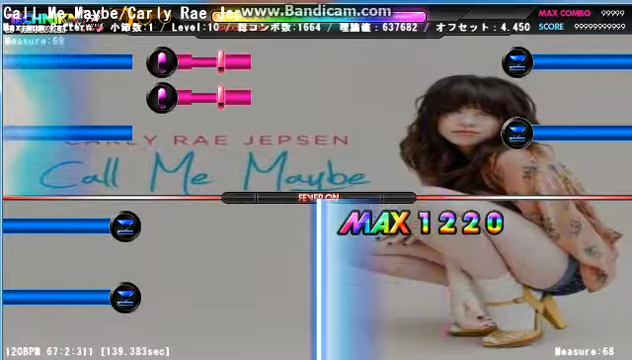 Call Me Maybe/Carly Rae Jep
www.Bandicam.com
MAX COMBO 99999
/ 小節数:1 / Level:10 / 総コンボ数:1664 / 理論値:637682 / オフセット:4.450
SCORE 9999999999
Measure:69
CARLY RAE JEPSEN
Call Me Maybe
FEVER ON
MAX 1220
120BPM 67:2:311 [139.383sec]
Measure:68